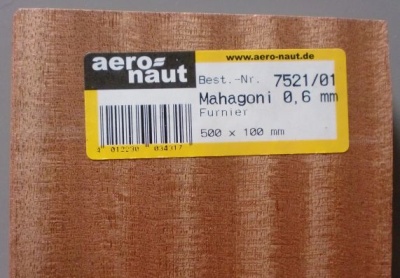 aero-
naut
www.aero-naut.de
Best.-Nr. 7521/01
Mahagoni 0,6 mm
Furnier
500 x 100 mm